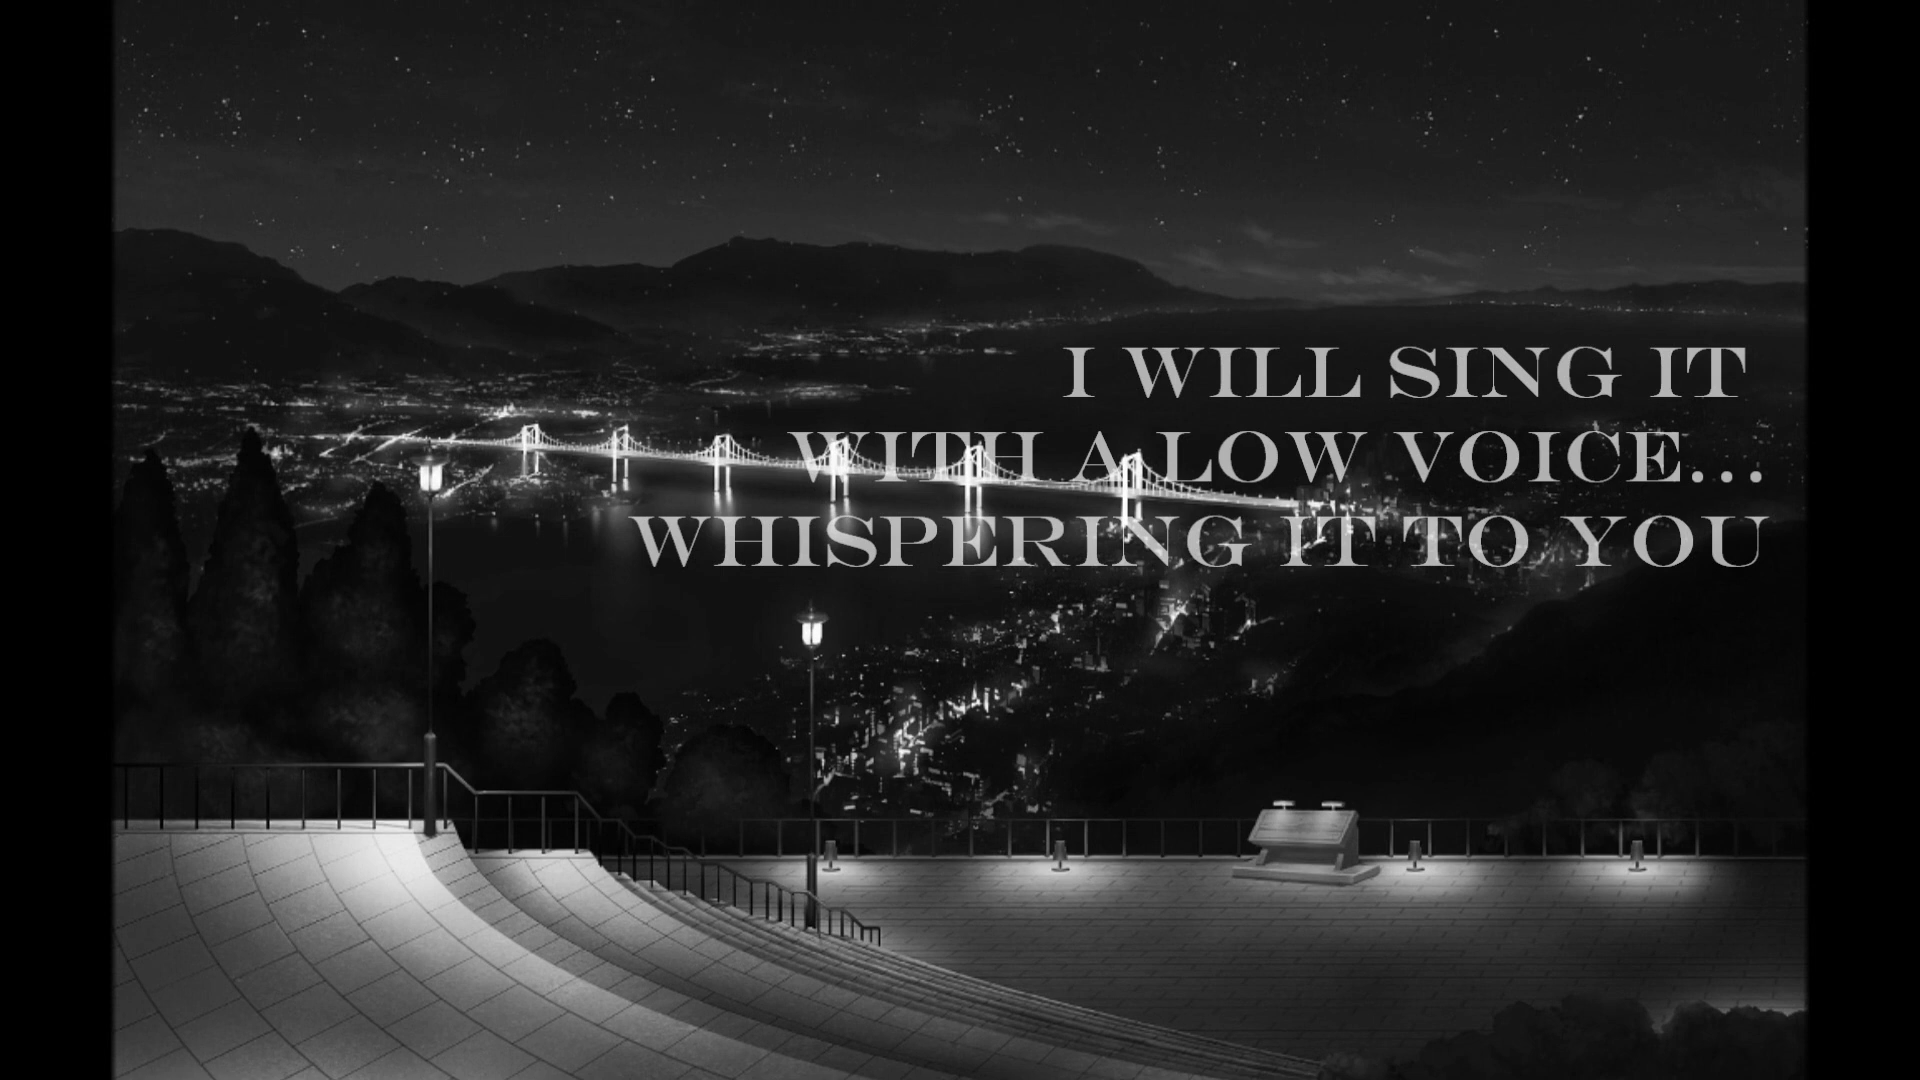 I WILL SING IT
WITH A LOW VOICE...
WHISPERING IT TO YOU